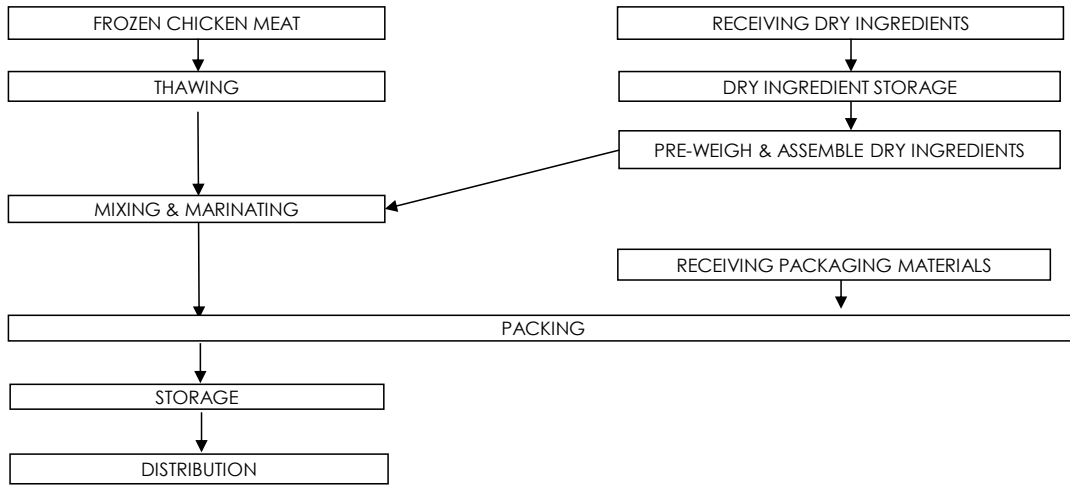 FROZEN CHICKEN MEAT
RECEIVING DRY INGREDIENTS
THAWING
DRY INGREDIENT STORAGE
PRE-WEIGH & ASSEMBLE DRY INGREDIENTS
MIXING & MARINATING
RECEIVING PACKAGING MATERIALS
PACKING
STORAGE
DISTRIBUTION